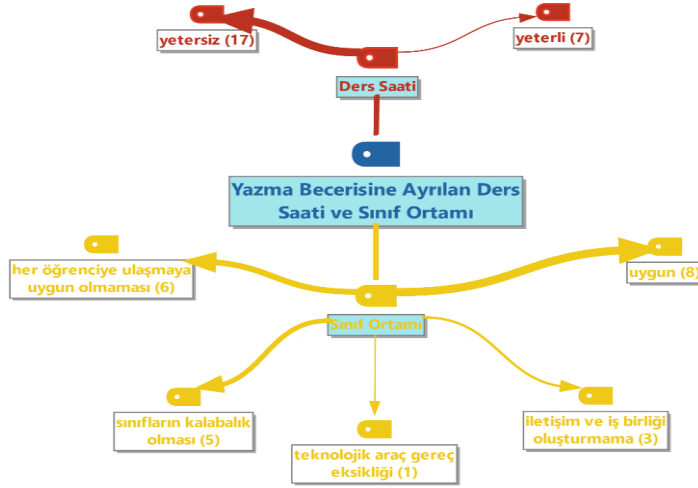 yetersiz (17)
yeterli (7)
Ders Saati
Yazma Becerisine Ayrılan Ders
Saati ve Sınıf Ortamı
her öğrenciye ulaşmaya
uygun olmaması (6)
uygun (8)
Sınıf Ortamı
sınıfların kalabalık
olması (5)
teknolojik araç gereç
eksikliği (1)
iletişim ve iş birliği
oluşturmama (3)